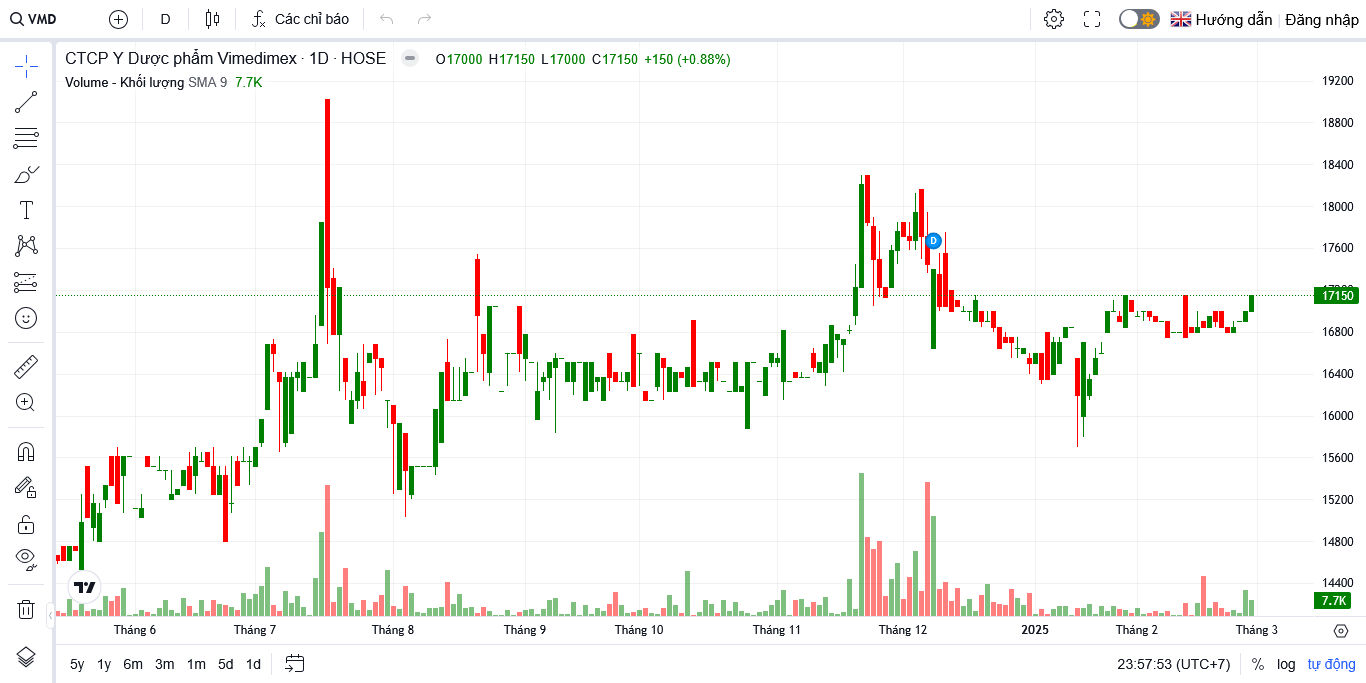 VMD D Các chỉ báo Hướng dẫn Đăng nhập
CTCP Y Dược phẩm Vimedimex · 1D · HOSE O17000 H17150 L17000 C17150 +150 (+0.88%)
Volume - Khối lượng SMA 9 7.7K
19200
18800
18400
18000
17600
D
17150
16800
16400
16000
15600
15200
14800
14400
7.7K
Tháng 6 Tháng 7 Tháng 8 Tháng 9 Tháng 10 Tháng 11 Tháng 12 2025 Tháng 2 Tháng 3
5y 1y 6m 3m 1m 5d 1d 23:57:53 (UTC+7) % log tự động